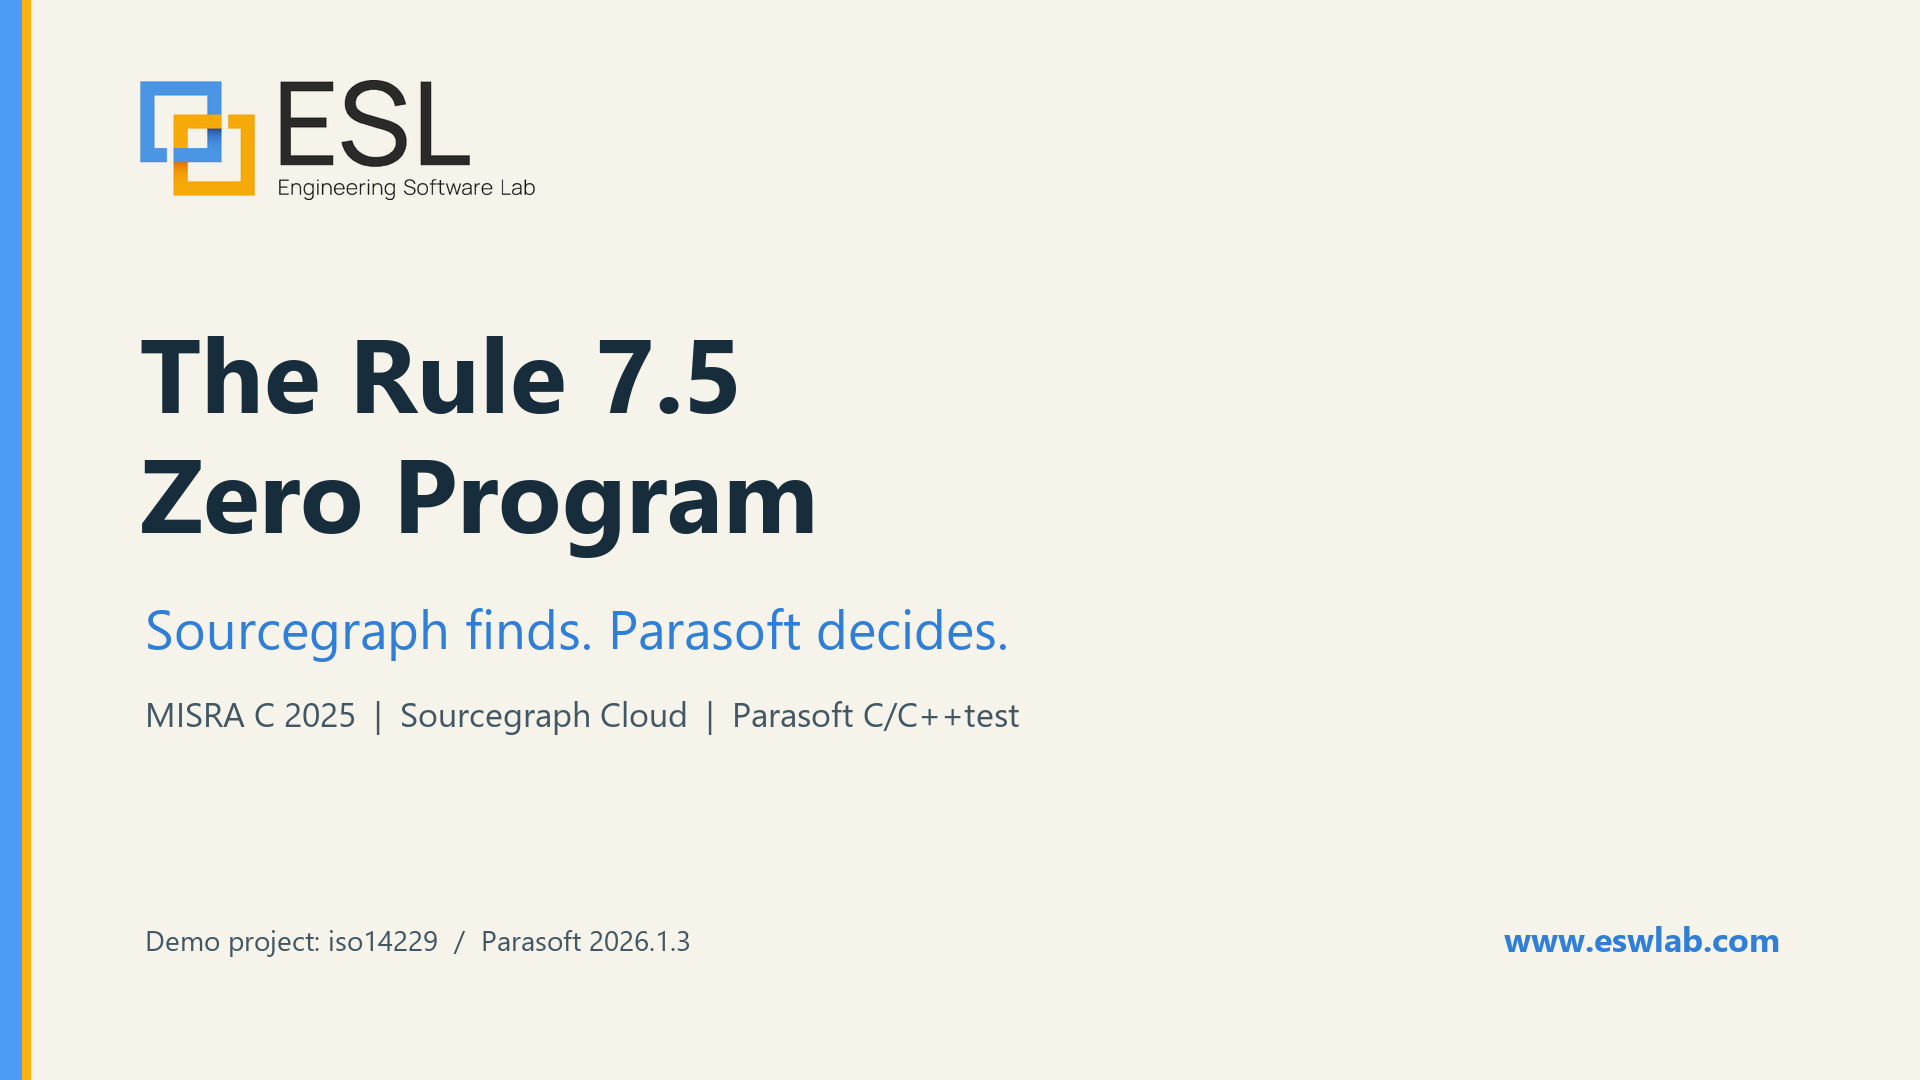 ESL
Engineering Software Lab
The Rule 7.5
Zero Program
Sourcegraph finds. Parasoft decides.
MISRA C 2025 | Sourcegraph Cloud | Parasoft C/C++test
Demo project: iso14229 / Parasoft 2026.1.3
www.eswlab.com